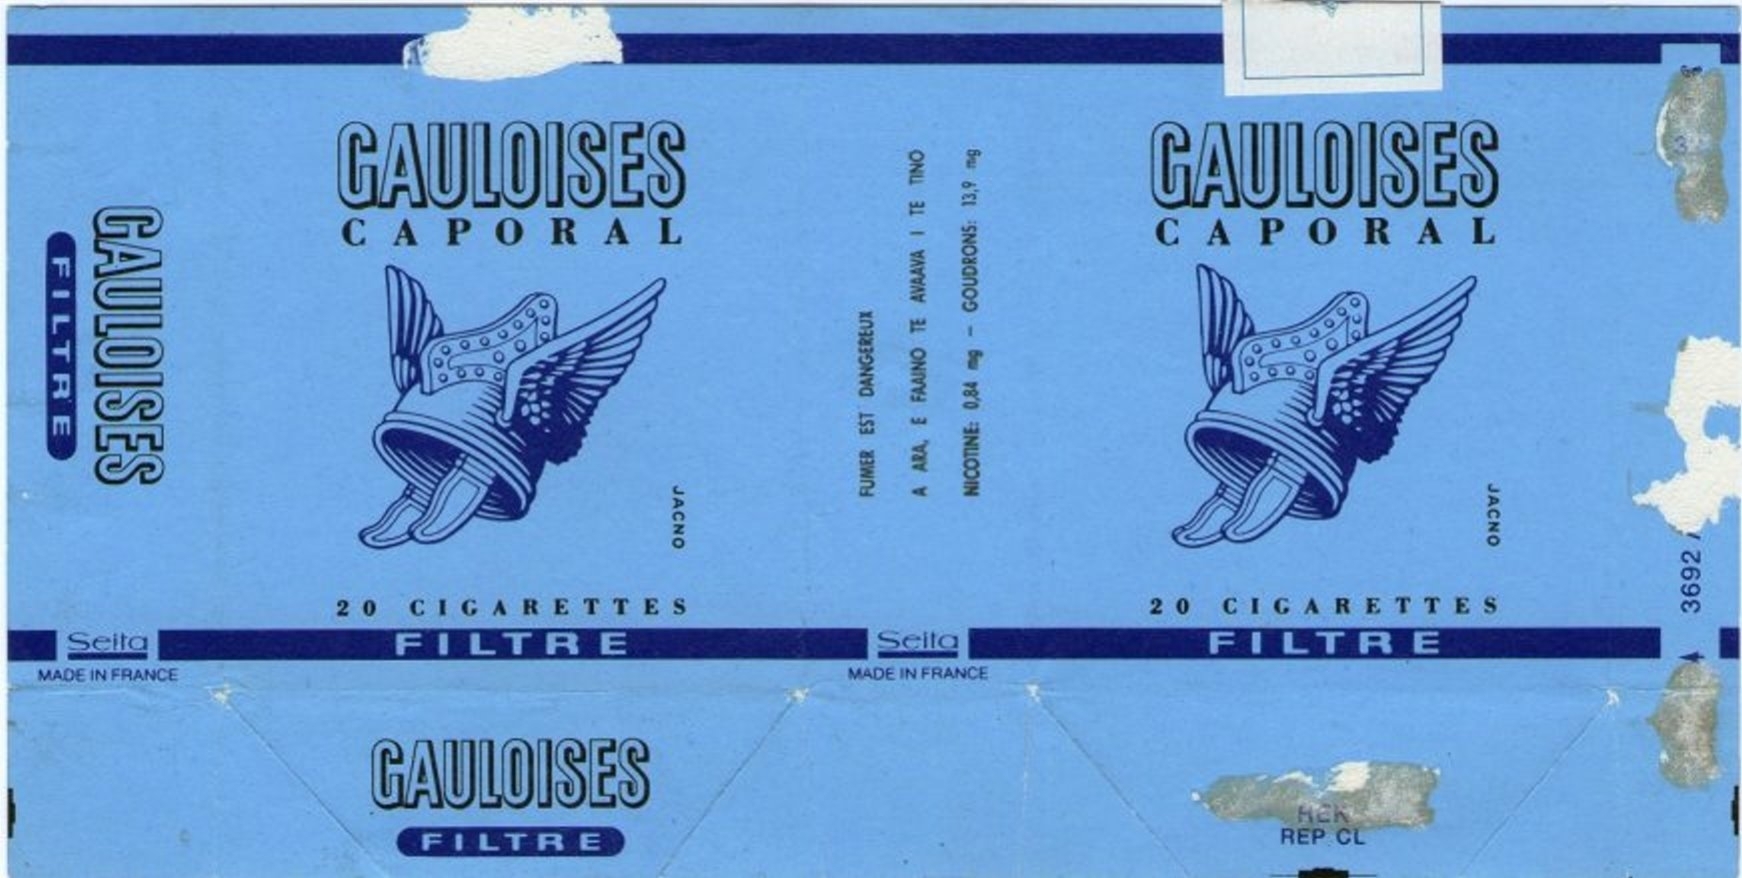 GAULOISES
FILTRE
GAULOISES
CAPORAL
JACNO
20 CIGARETTES
FILTRE
Seita
MADE IN FRANCE
GAULOISES
FILTRE
FUMER EST DANGEREUX
A ARA, E FAAINO TE AVAAVA I TE TINO
NICOTINE: 0,84 mg – GOUDRONS: 13,9 mg
Seita
MADE IN FRANCE
GAULOISES
CAPORAL
JACNO
20 CIGARETTES
FILTRE
3692
REP CL